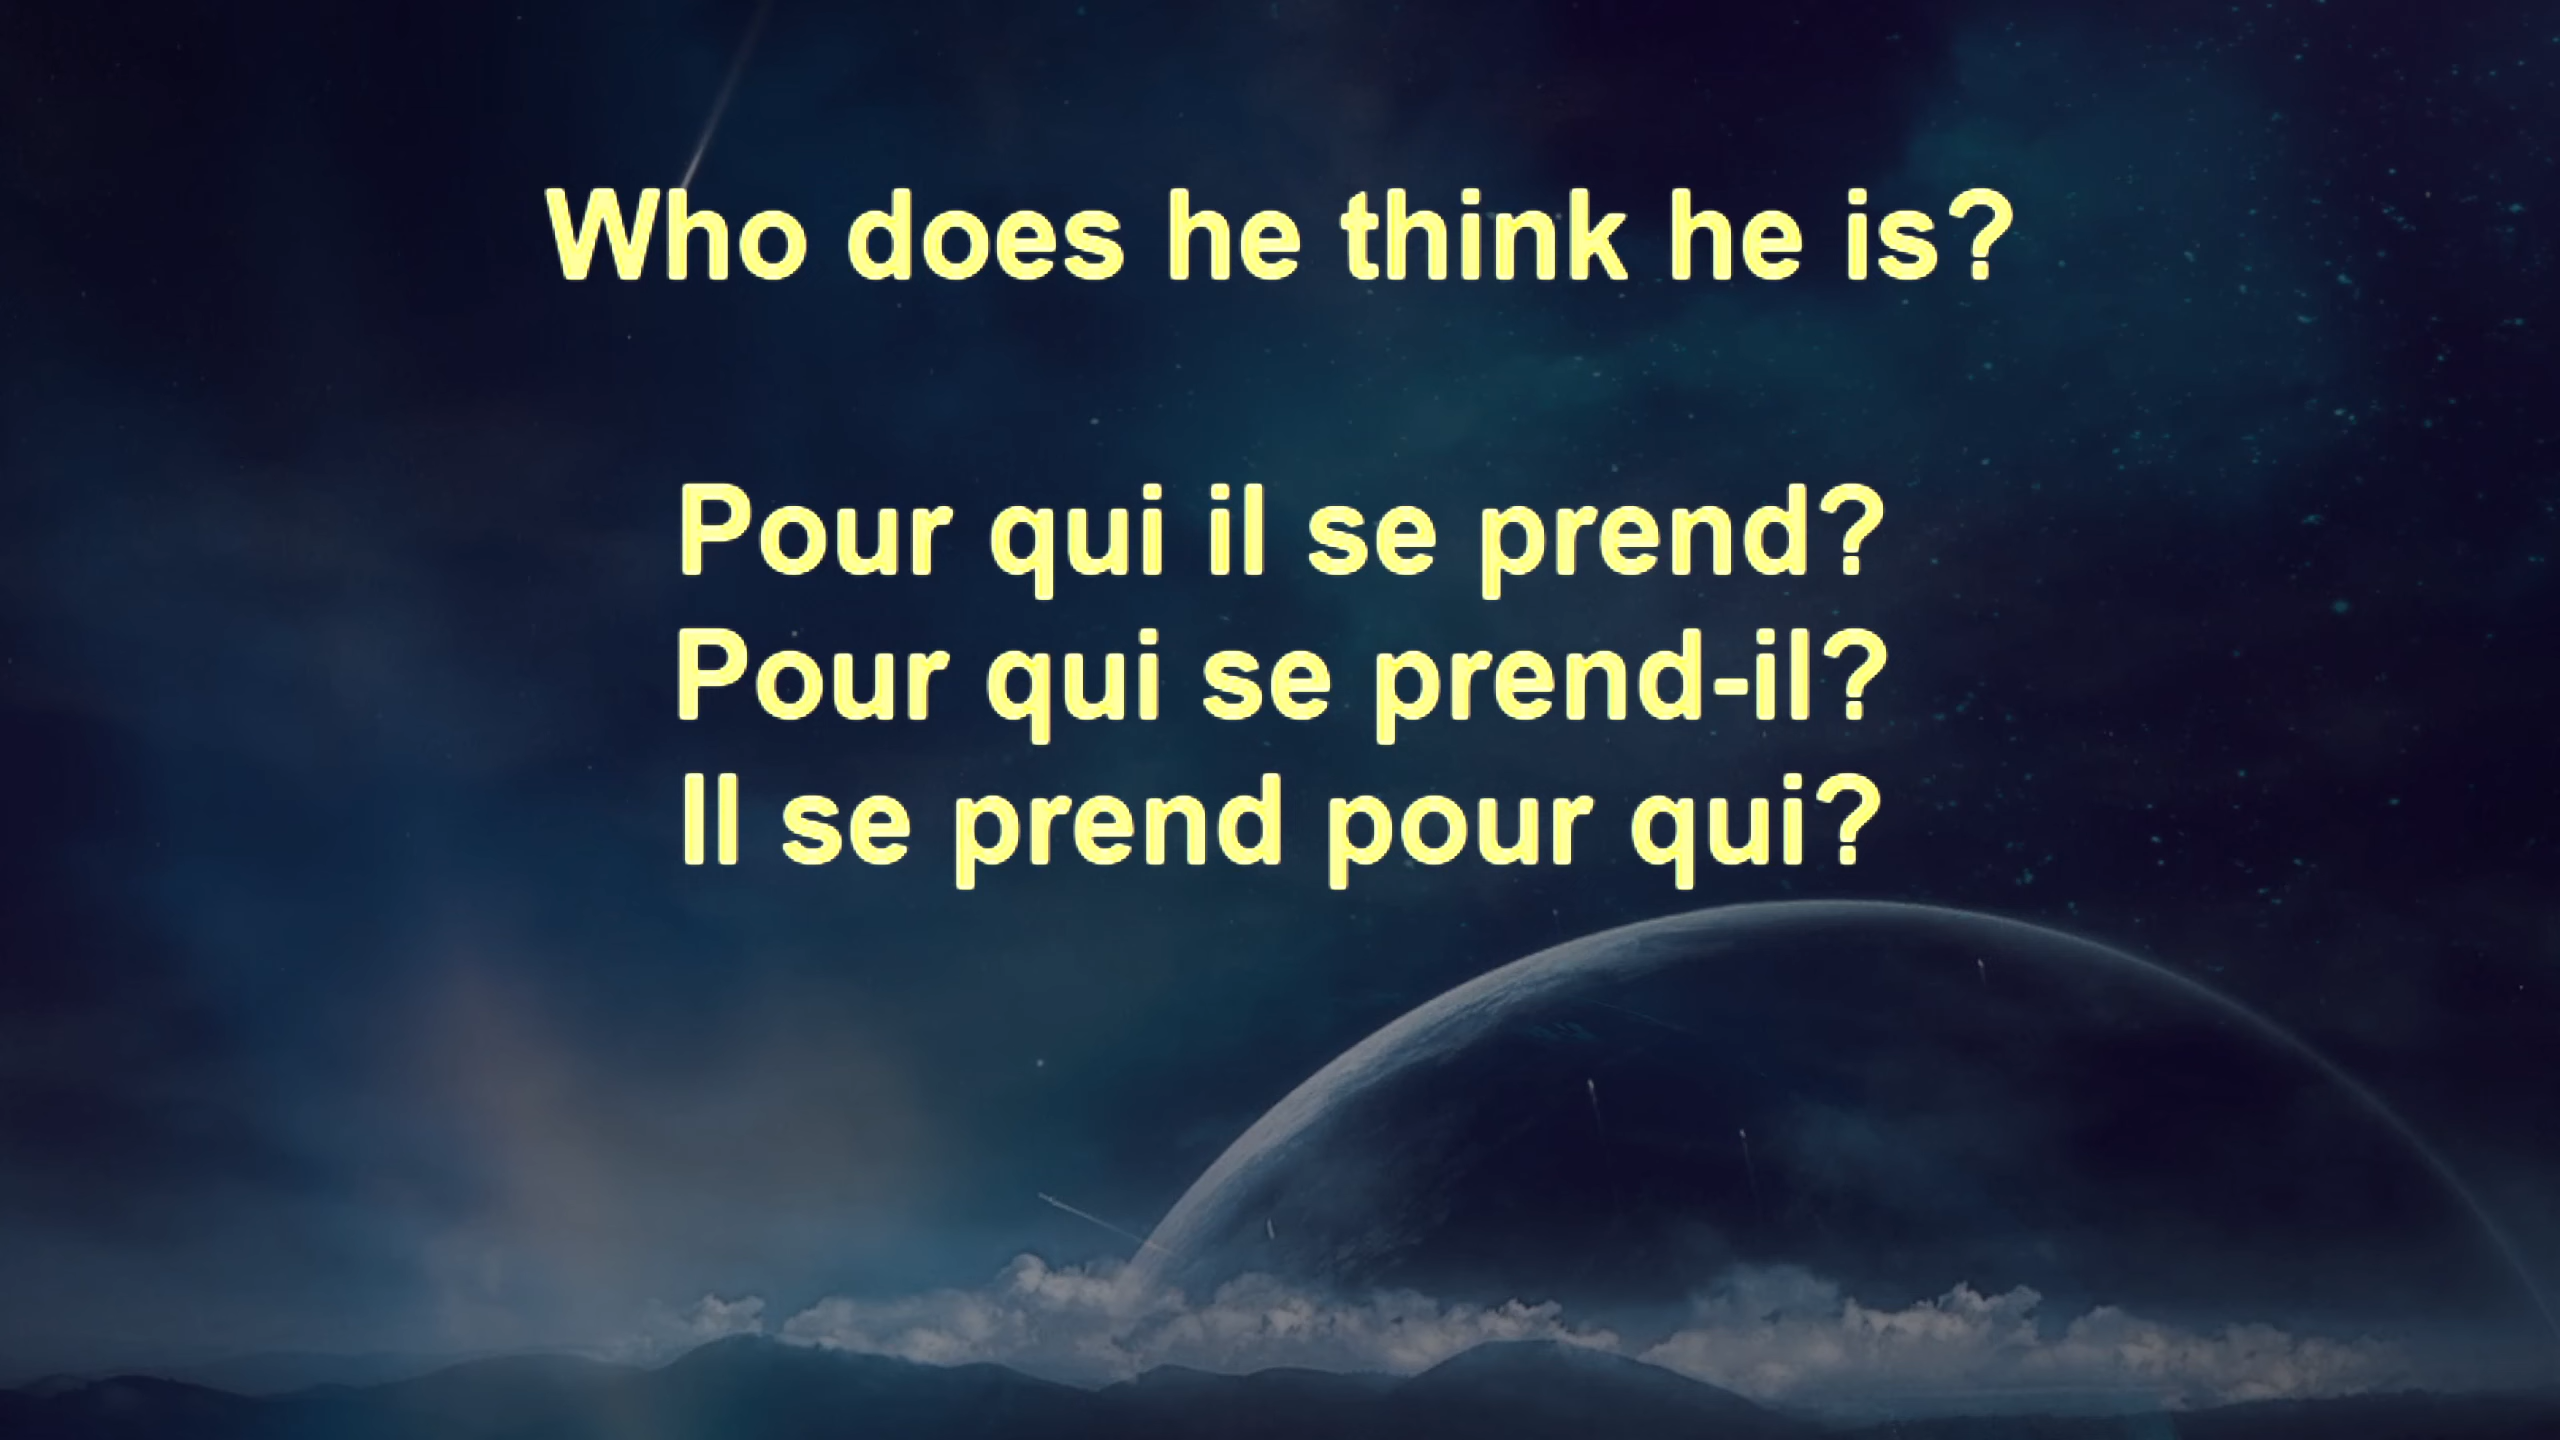 Who does he think he is?
Pour qui il se prend?
Pour qui se prend-il?
Il se prend pour qui?